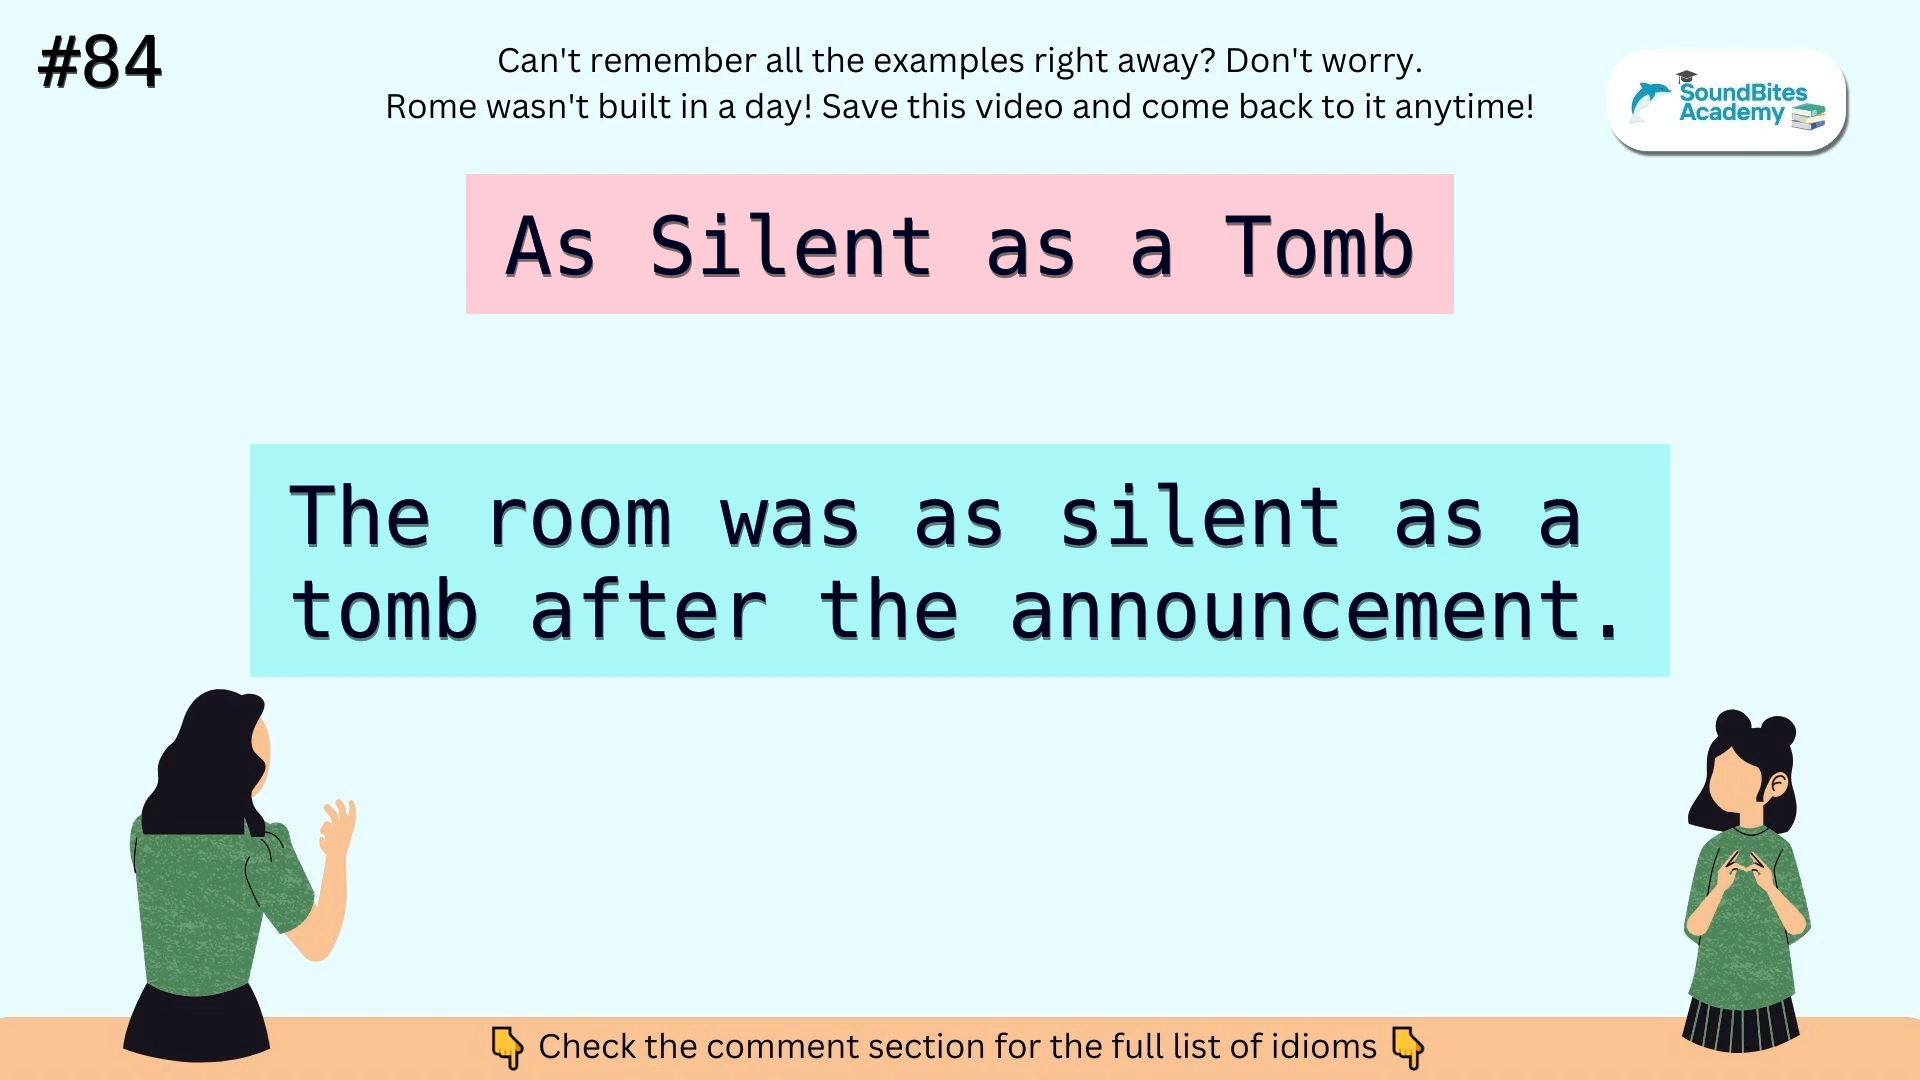 #84
Can't remember all the examples right away? Don't worry.
Rome wasn't built in a day! Save this video and come back to it anytime!
SoundBites
Academy
As Silent as a Tomb
The room was as silent as a
tomb after the announcement.
👇 Check the comment section for the full list of idioms 👇